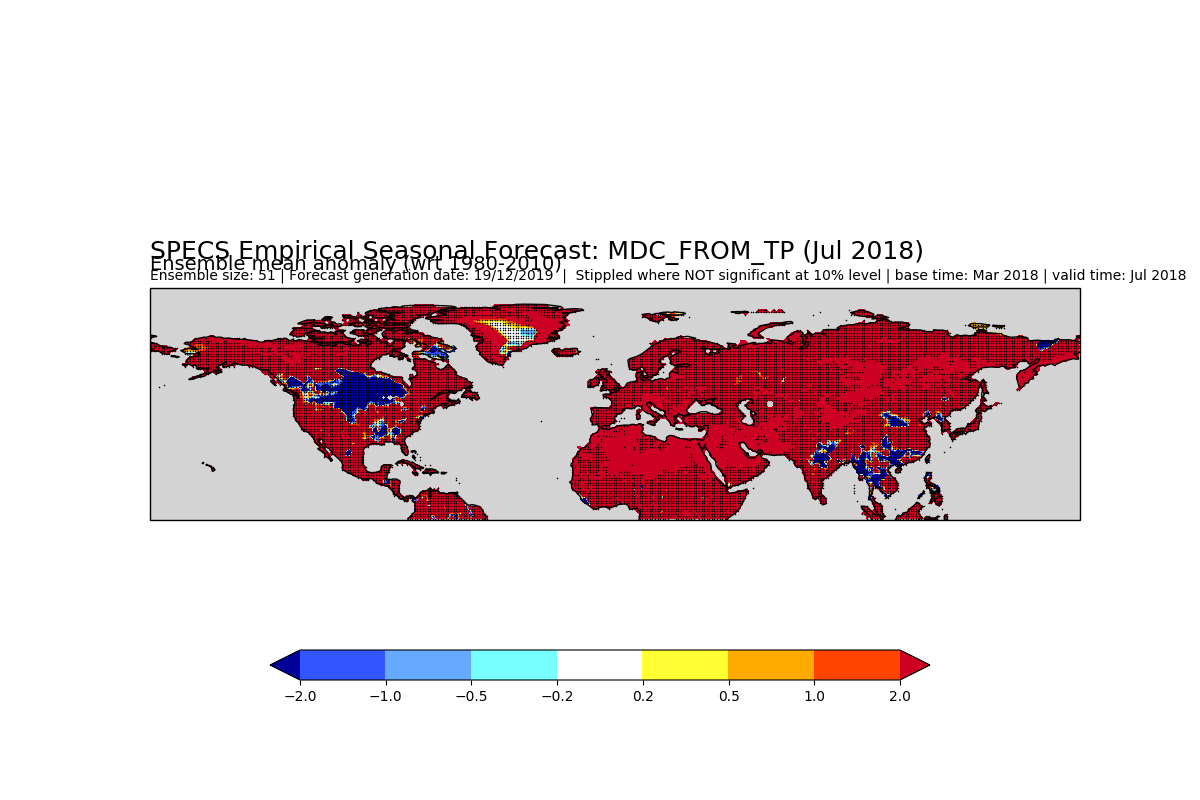 SPECS Empirical Seasonal Forecast: MDC_FROM_TP (Jul 2018)
Ensemble mean anomaly (wrt 1980-2010)
Ensemble size: 51 | Forecast generation date: 19/12/2019 | Stippled where NOT significant at 10% level | base time: Mar 2018 | valid time: Jul 2018
−2.0 −1.0 −0.5 −0.2 0.2 0.5 1.0 2.0